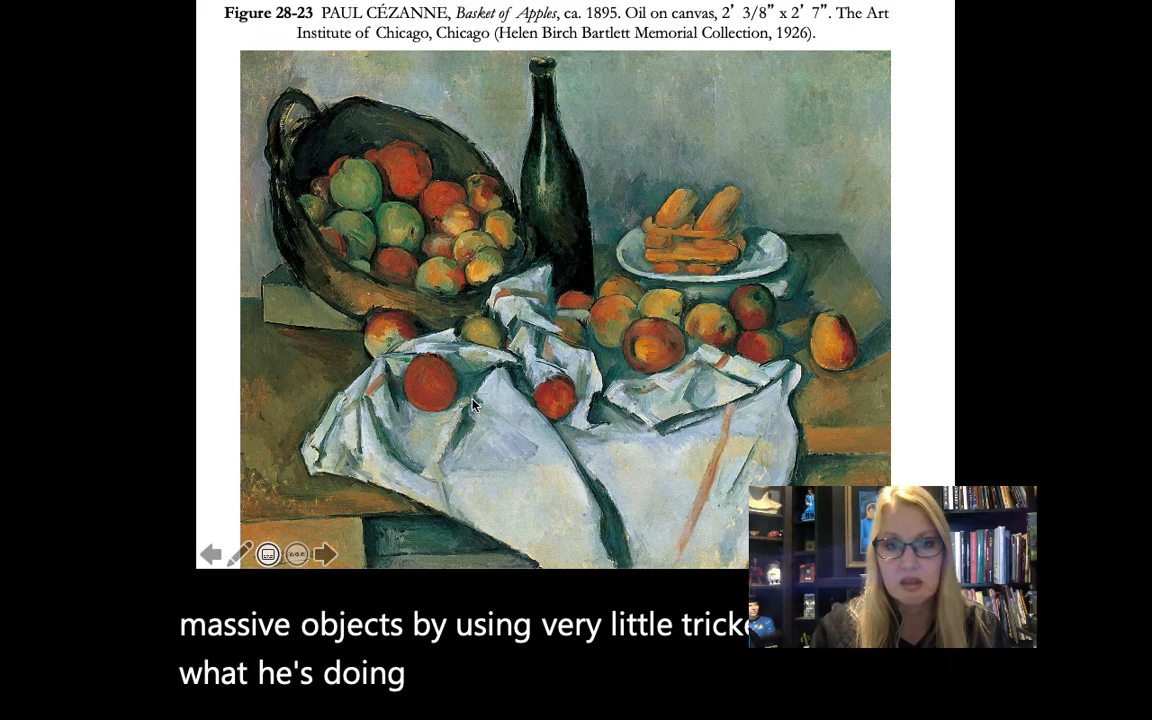 Figure 28-23 PAUL CÉZANNE, Basket of Apples, ca. 1895. Oil on canvas, 2’ 3/8” x 2’ 7”. The Art
Institute of Chicago, Chicago (Helen Birch Bartlett Memorial Collection, 1926).
massive objects by using very little
what he's doing